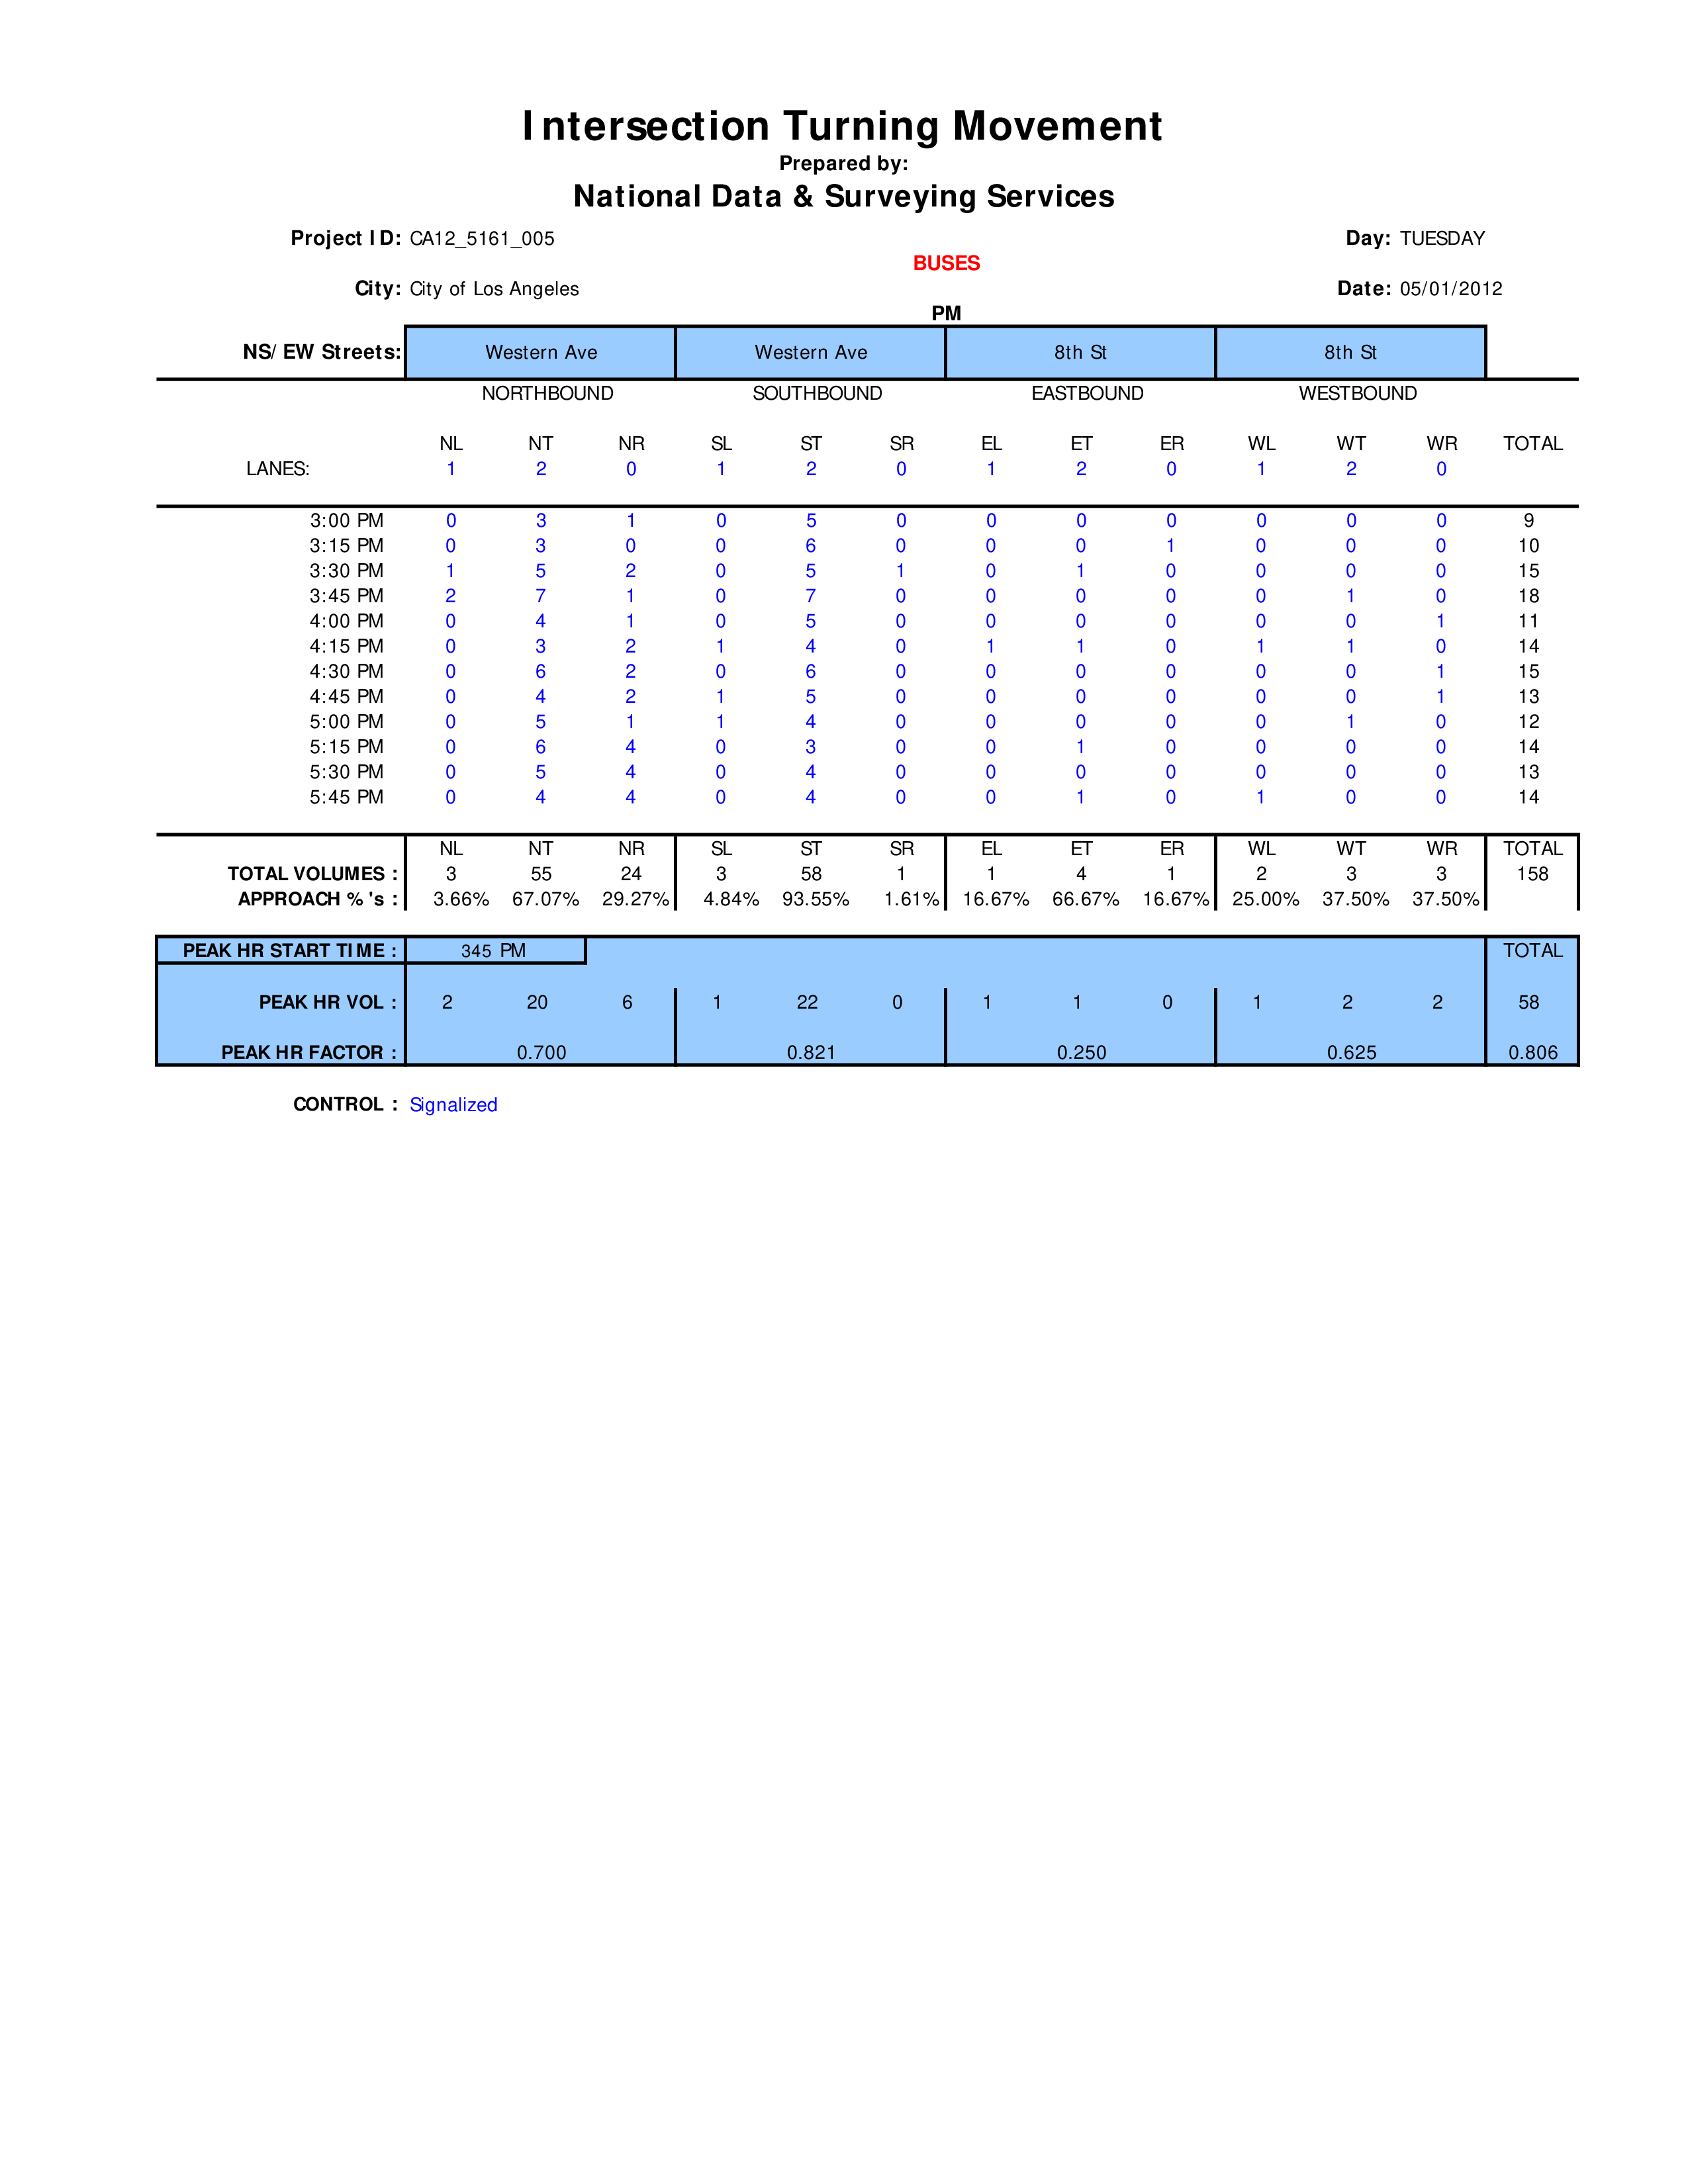 Intersection Turning Movement
Prepared by:
National Data & Surveying Services
Project ID: CA12_5161_005 Day: TUESDAY
BUSES
City: City of Los Angeles Date: 05/01/2012
PM
NS/EW Streets: Western Ave Western Ave 8th St 8th St
NORTHBOUND SOUTHBOUND EASTBOUND WESTBOUND
NL NT NR SL ST SR EL ET ER WL WT WR TOTAL
LANES: 1 2 0 1 2 0 1 2 0 1 2 0
3:00 PM 0 3 1 0 5 0 0 0 0 0 0 0 9
3:15 PM 0 3 0 0 6 0 0 0 1 0 0 0 10
3:30 PM 1 5 2 0 5 1 0 1 0 0 0 0 15
3:45 PM 2 7 1 0 7 0 0 0 0 0 1 0 18
4:00 PM 0 4 1 0 5 0 0 0 0 0 0 1 11
4:15 PM 0 3 2 1 4 0 1 1 0 1 1 0 14
4:30 PM 0 6 2 0 6 0 0 0 0 0 0 1 15
4:45 PM 0 4 2 1 5 0 0 0 0 0 0 1 13
5:00 PM 0 5 1 1 4 0 0 0 0 0 1 0 12
5:15 PM 0 6 4 0 3 0 0 1 0 0 0 0 14
5:30 PM 0 5 4 0 4 0 0 0 0 0 0 0 13
5:45 PM 0 4 4 0 4 0 0 1 0 1 0 0 14
NL NT NR SL ST SR EL ET ER WL WT WR TOTAL
TOTAL VOLUMES : 3 55 24 3 58 1 1 4 1 2 3 3 158
APPROACH %'s : 3.66% 67.07% 29.27% 4.84% 93.55% 1.61% 16.67% 66.67% 16.67% 25.00% 37.50% 37.50%
PEAK HR START TIME : 345 PM TOTAL
PEAK HR VOL : 2 20 6 1 22 0 1 1 0 1 2 2 58
PEAK HR FACTOR : 0.700 0.821 0.250 0.625 0.806
CONTROL : Signalized